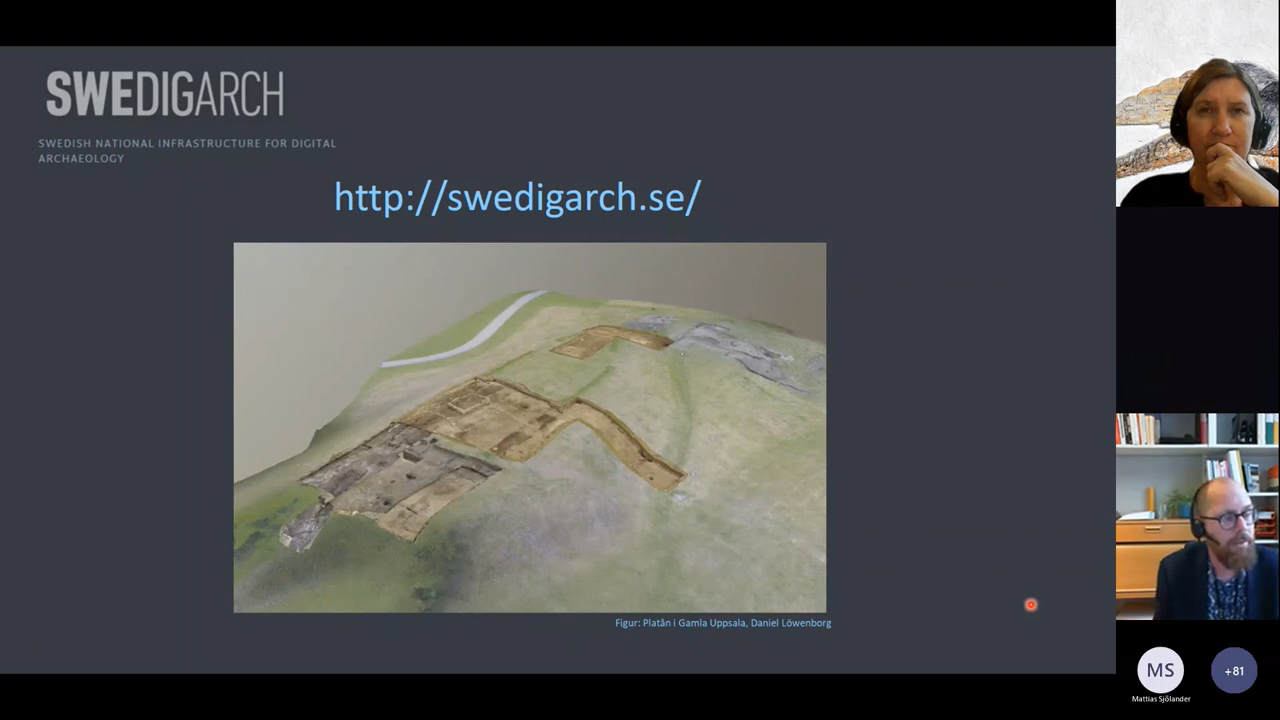 SWEDIGARCH
SWEDISH NATIONAL INFRASTRUCTURE FOR DIGITAL
ARCHAEOLOGY
http://swedigarch.se/
Figur: Platån i Gamla Uppsala, Daniel Löwenborg
MS
+81
Mattias Sjölander